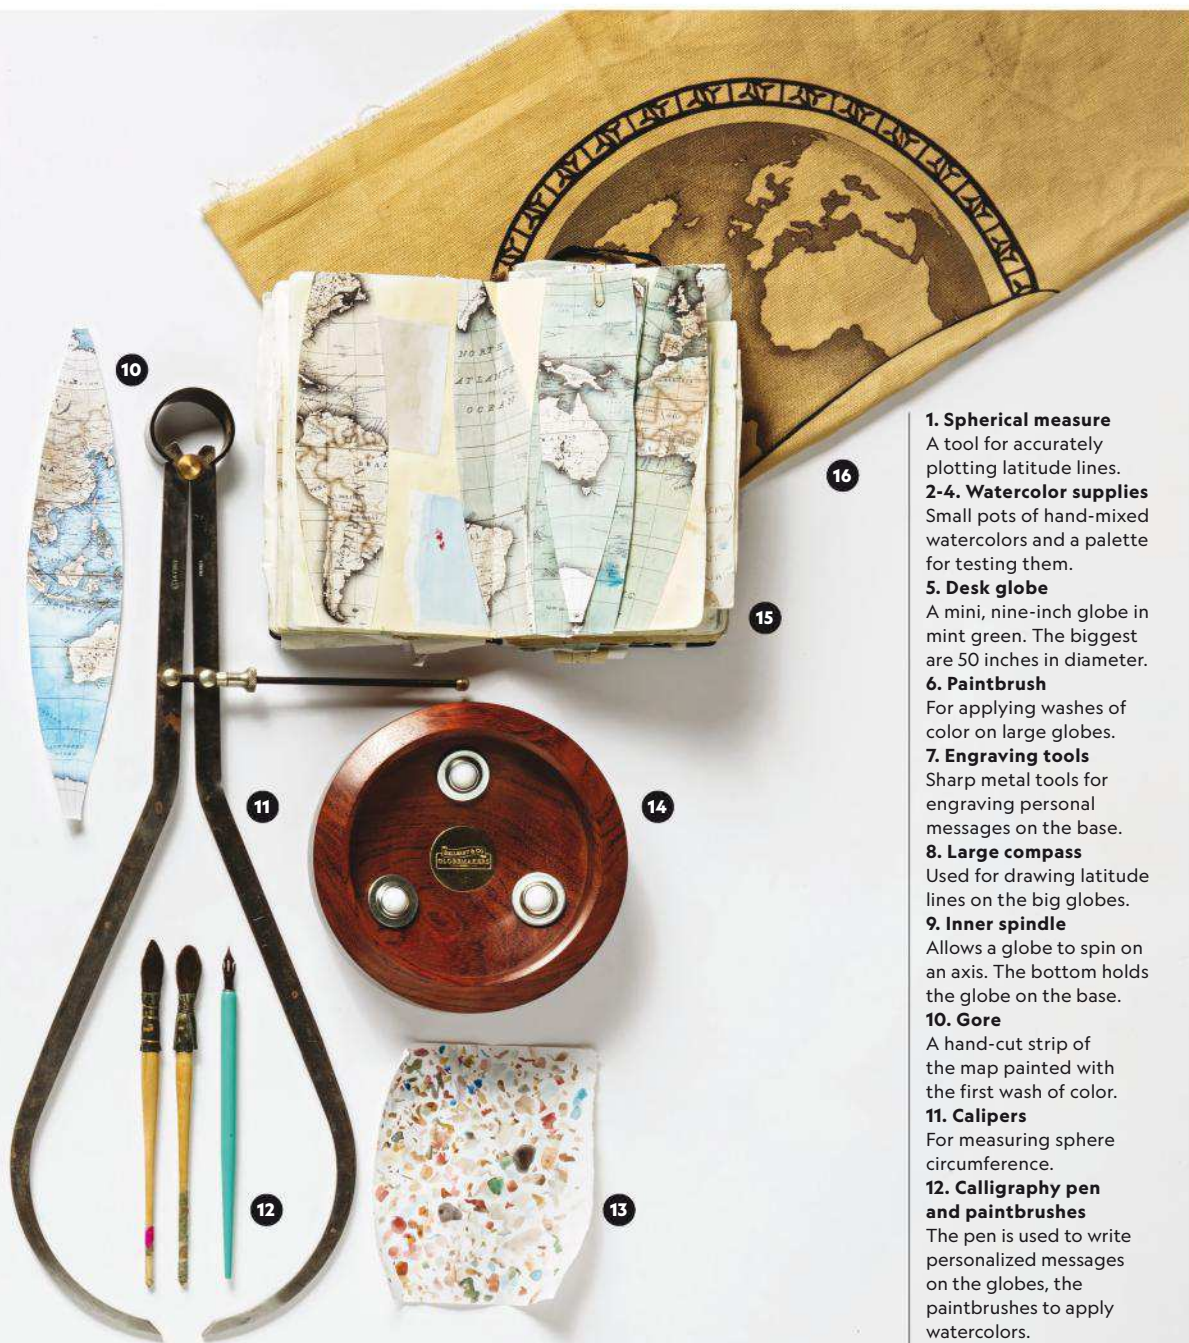 10
16
15
11
14
12
13
NORTH
ATLANTIC
OCEAN
GLOBEMAKERS
1. Spherical measure
A tool for accurately
plotting latitude lines.
2-4. Watercolor supplies
Small pots of hand-mixed
watercolors and a palette
for testing them.
5. Desk globe
A mini, nine-inch globe in
mint green. The biggest
are 50 inches in diameter.
6. Paintbrush
For applying washes of
color on large globes.
7. Engraving tools
Sharp metal tools for
engraving personal
messages on the base.
8. Large compass
Used for drawing latitude
lines on the big globes.
9. Inner spindle
Allows a globe to spin on
an axis. The bottom holds
the globe on the base.
10. Gore
A hand-cut strip of
the map painted with
the first wash of color.
11. Calipers
For measuring sphere
circumference.
12. Calligraphy pen
and paintbrushes
The pen is used to write
personalized messages
on the globes, the
paintbrushes to apply
watercolors.